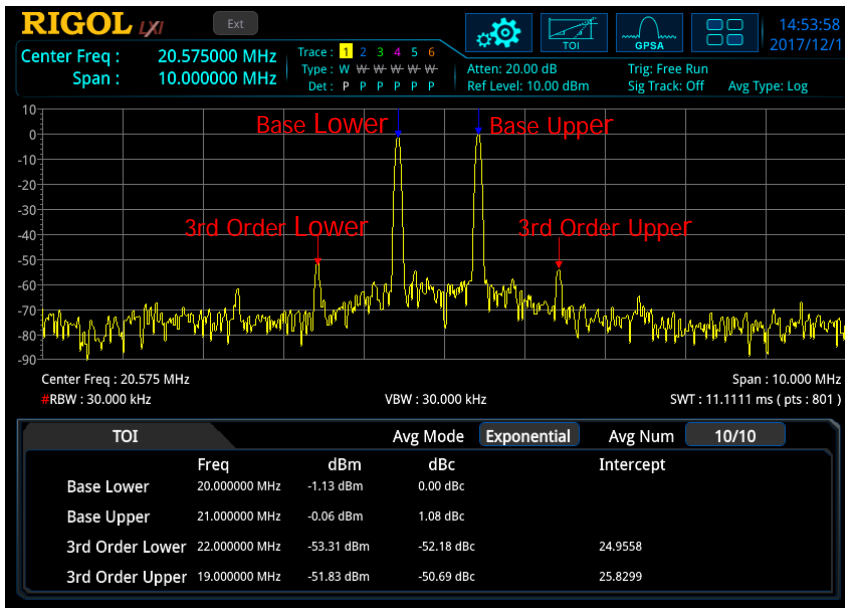 RIGOL LXI Ext 14:53:58
TOI GPSA 2017/12/1
Center Freq : 20.575000 MHz
Span : 10.000000 MHz
Trace : 1 2 3 4 5 6
Type : W W W W W W
Det : P P P P P P
Atten: 20.00 dB Trig: Free Run
Ref Level: 10.00 dBm Sig Track: Off Avg Type: Log
10
0
-10
-20
-30
-40
-50
-60
-70
-80
-90
Base Lower Base Upper
3rd Order Lower 3rd Order Upper
Center Freq : 20.575 MHz Span : 10.000 MHz
#RBW : 30.000 kHz VBW : 30.000 kHz SWT : 11.1111 ms ( pts : 801 )
TOI Avg Mode Exponential Avg Num 10/10
Freq dBm dBc Intercept
Base Lower 20.000000 MHz -1.13 dBm 0.00 dBc
Base Upper 21.000000 MHz -0.06 dBm 1.08 dBc
3rd Order Lower 22.000000 MHz -53.31 dBm -52.18 dBc 24.9558
3rd Order Upper 19.000000 MHz -51.83 dBm -50.69 dBc 25.8299